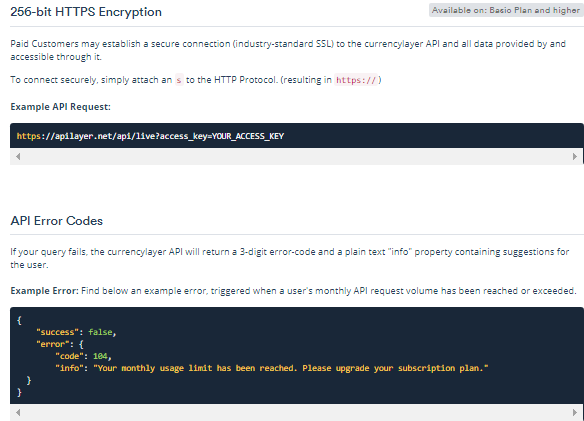 256-bit HTTPS Encryption
Available on: Basic Plan and higher
Paid Customers may establish a secure connection (industry-standard SSL) to the currencylayer API and all data provided by and
accessible through it.
To connect securely, simply attach an s to the HTTP Protocol. (resulting in https:// )
Example API Request:
https://apilayer.net/api/live?access_key=YOUR_ACCESS_KEY
API Error Codes
If your query fails, the currencylayer API will return a 3-digit error-code and a plain text "info" property containing suggestions for
the user.
Example Error: Find below an example error, triggered when a user's monthly API request volume has been reached or exceeded.
{
"success": false,
"error": {
"code": 104,
"info": "Your monthly usage limit has been reached. Please upgrade your subscription plan."
}
}